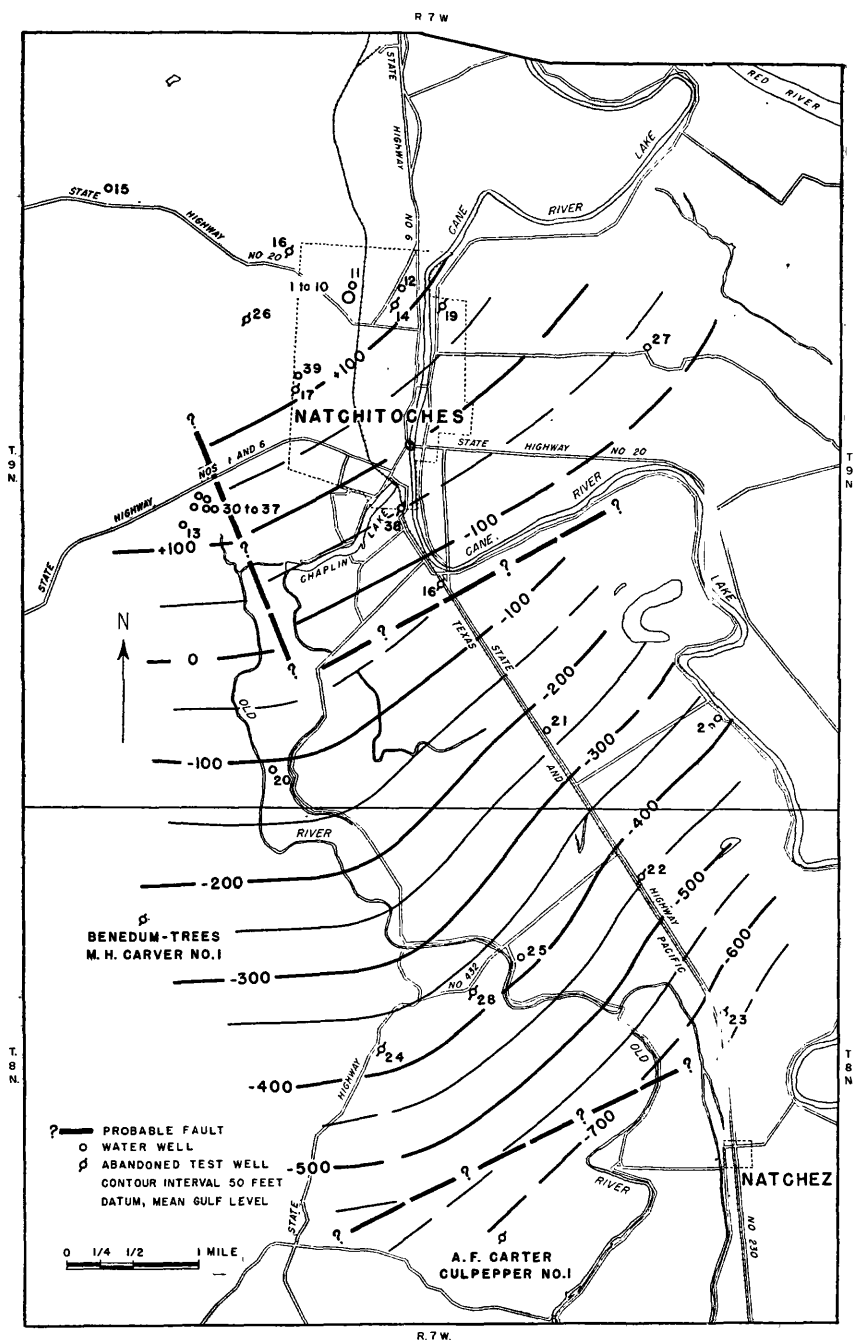 R 7 W
STATE
HIGHWAY
NO 6
RED RIVER
LAKE
RIVER
CANE
STATE
15
HIGHWAY
NO 20
16
11
1 to 10
12
14
19
26
27
39
17
+100
NATCHITOCHES
?
T. 9 N.
T. 9 N.
STATE HIGHWAY NO 20
STATE HIGHWAY NOS 1 AND 6
30 to 37
13
+100
?
38
CHAPLIN LAKE
CANE RIVER
LAKE
-100
?
?
?
16
-100
N
0
?
OLD
RIVER
TEXAS AND PACIFIC
STATE HIGHWAY
-200
21
-300
2
-100
20
-400
22
-500
-200
-600
BENEDUM-TREES
M. H. CARVER NO. 1
-300
25
NO 432
28
23
24
OLD
RIVER
T. 8 N.
T. 8 N.
-400
HIGHWAY
STATE
?
?
-700
?
?
-500
? PROBABLE FAULT
WATER WELL
ABANDONED TEST WELL
CONTOUR INTERVAL 50 FEET
DATUM, MEAN GULF LEVEL
NATCHEZ
NO 230
0 1/4 1/2 1 MILE
A. F. CARTER
CULPEPPER NO. 1
R. 7 W.